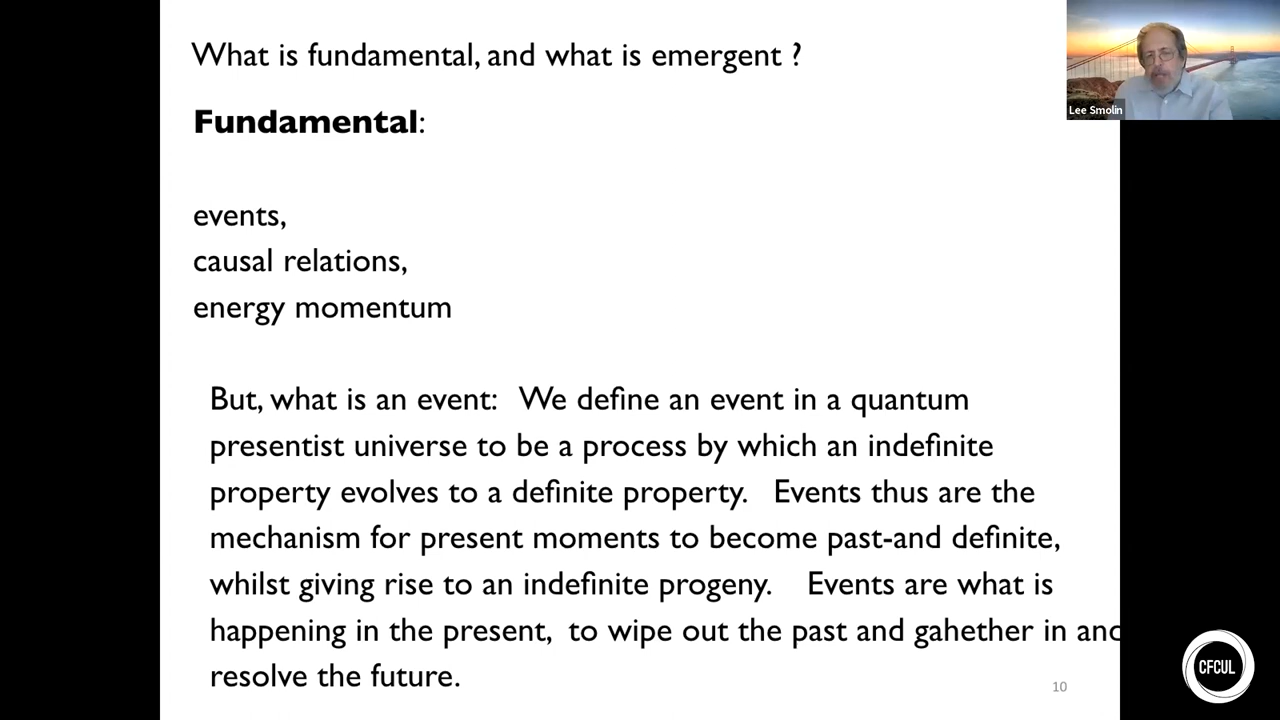 What is fundamental, and what is emergent ?
Lee Smolin
Fundamental:
events,
causal relations,
energy momentum
But, what is an event: We define an event in a quantum
presentist universe to be a process by which an indefinite
property evolves to a definite property. Events thus are the
mechanism for present moments to become past-and definite,
whilst giving rise to an indefinite progeny. Events are what is
happening in the present, to wipe out the past and gahether in and
resolve the future.
10
CFCUL